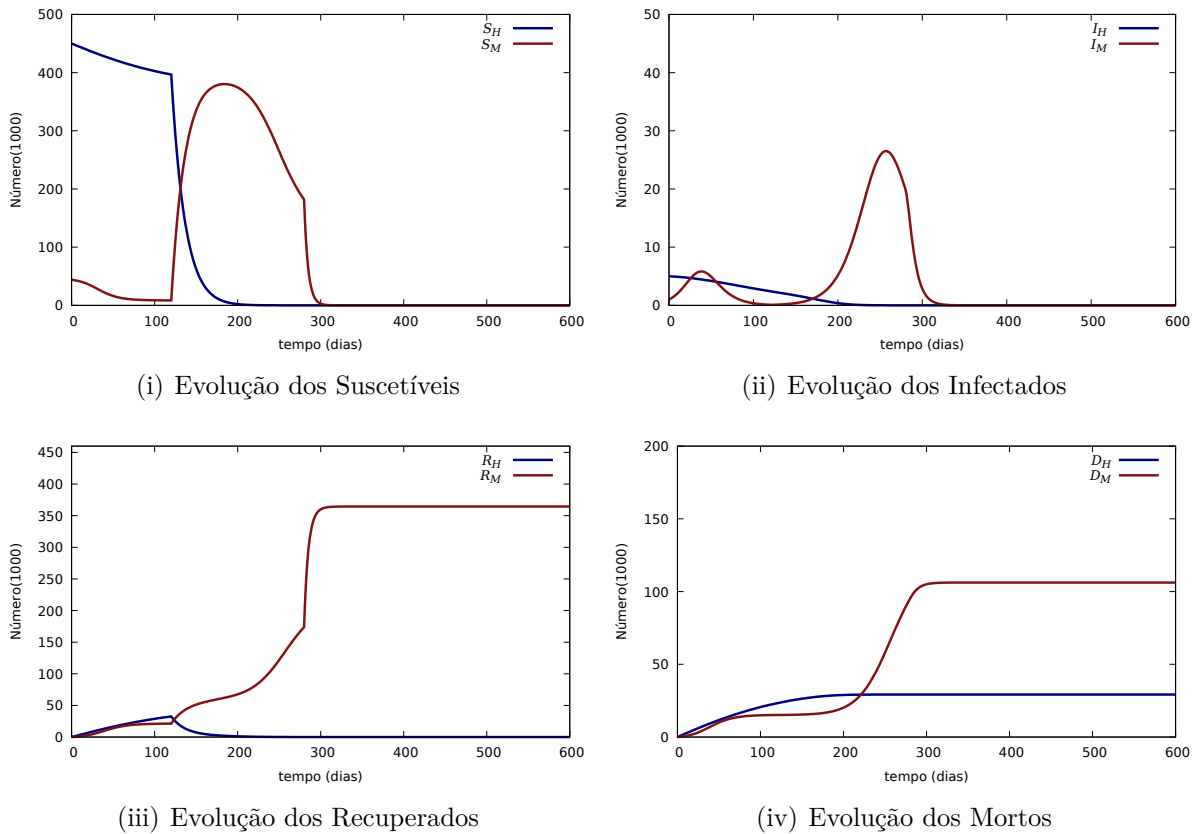 500
400
300
200
100
0
0 100 200 300 400 500 600
Número(1000)
tempo (dias)
S_H
S_M
(i) Evolução dos Suscetíveis
50
40
30
20
10
0
0 100 200 300 400 500 600
Número(1000)
tempo (dias)
I_H
I_M
(ii) Evolução dos Infectados
450
400
350
300
250
200
150
100
50
0
0 100 200 300 400 500 600
Número(1000)
tempo (dias)
R_H
R_M
(iii) Evolução dos Recuperados
200
150
100
50
0
0 100 200 300 400 500 600
Número(1000)
tempo (dias)
D_H
D_M
(iv) Evolução dos Mortos